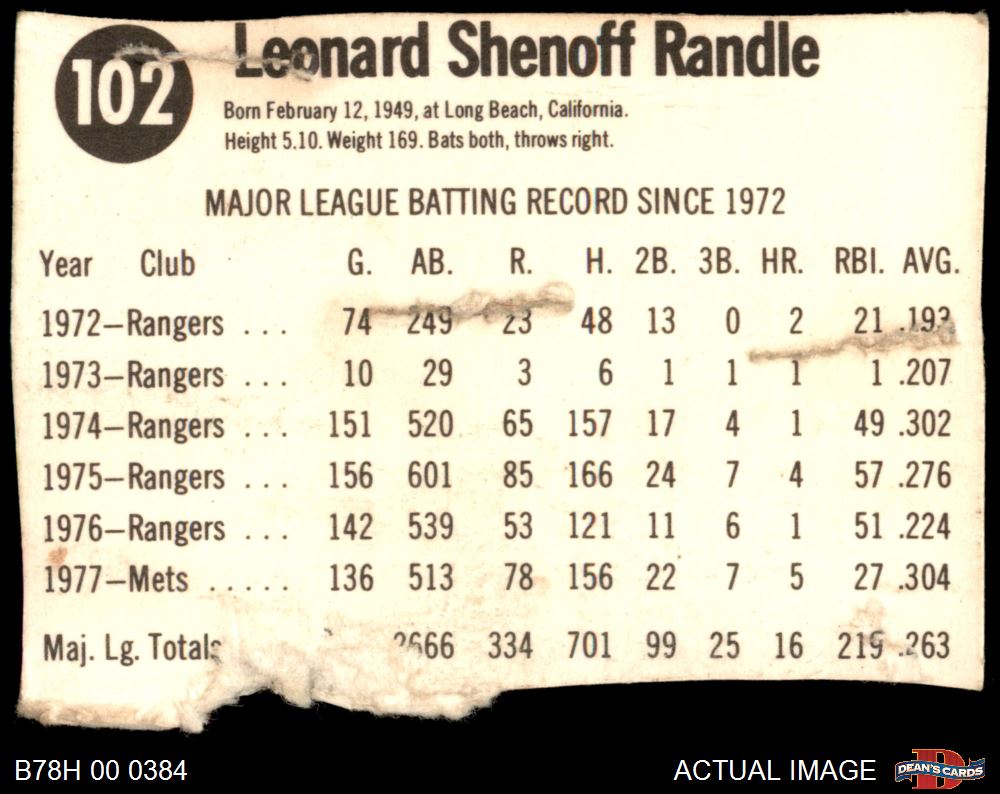 102
Leonard Shenoff Randle
Born February 12, 1949, at Long Beach, California.
Height 5.10. Weight 169. Bats both, throws right.
MAJOR LEAGUE BATTING RECORD SINCE 1972
Year Club G. AB. R. H. 2B. 3B. HR. RBI. AVG.
1972—Rangers ... 74 249 23 48 13 0 2 21 .193
1973—Rangers ... 10 29 3 6 1 1 1 1 .207
1974—Rangers ... 151 520 65 157 17 4 1 49 .302
1975—Rangers ... 156 601 85 166 24 7 4 57 .276
1976—Rangers ... 142 539 53 121 11 6 1 51 .224
1977—Mets ..... 136 513 78 156 22 7 5 27 .304
Maj. Lg. Totals 334 701 99 25 16 .263
B78H 00 0384
ACTUAL IMAGE
DEAN'S CARDS